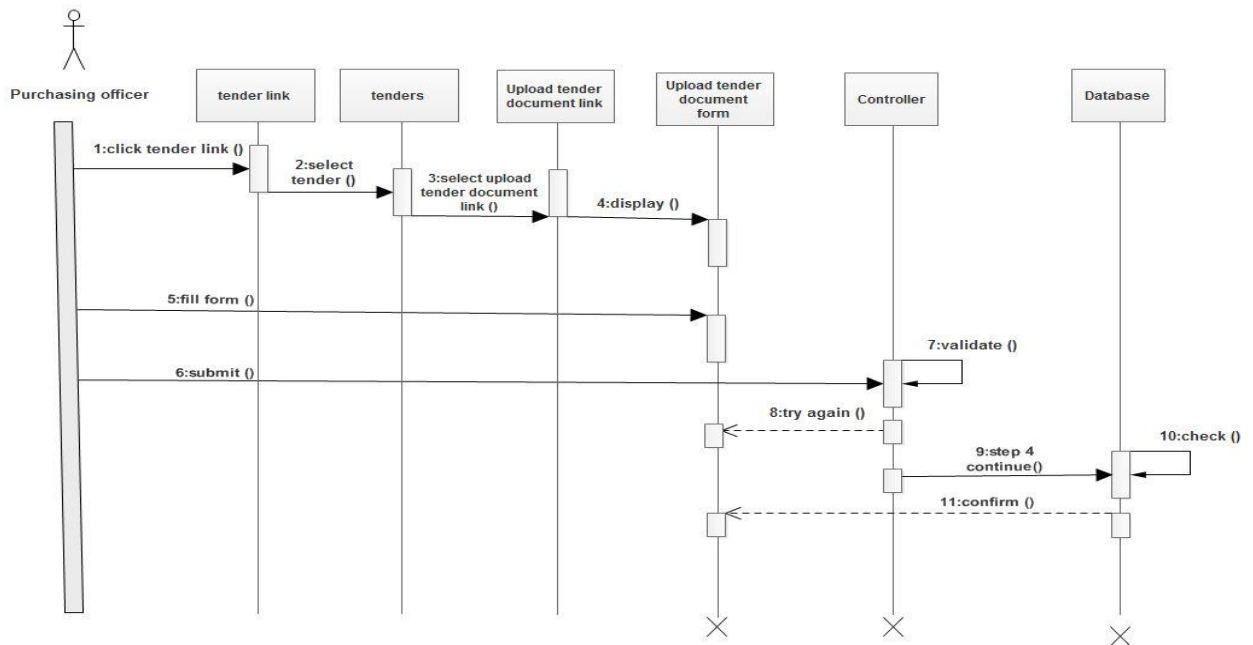 Purchasing officer
tender link
tenders
Upload tender
document link
Upload tender
document
form
Controller
Database
1:click tender link ()
2:select
tender ()
3:select upload
tender document
link ()
4:display ()
5:fill form ()
6:submit ()
7:validate ()
8:try again ()
9:step 4
continue()
10:check ()
11:confirm ()